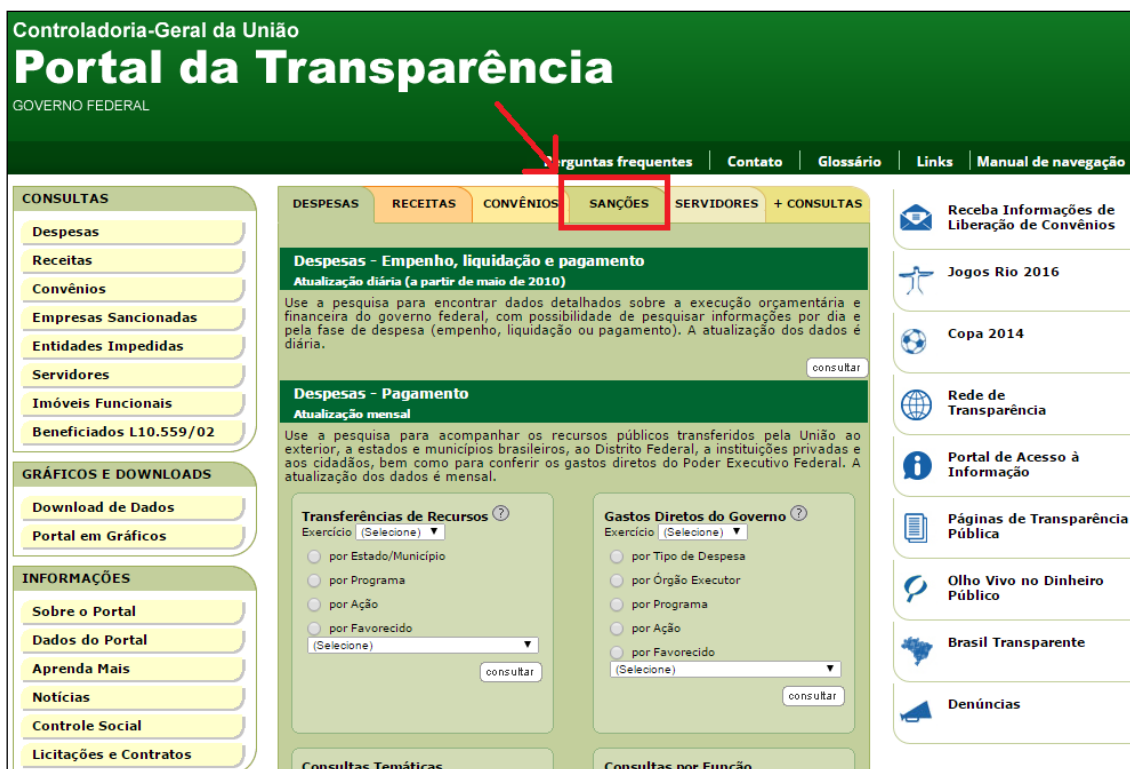 Controladoria-Geral da União
Portal da Transparência
GOVERNO FEDERAL
Perguntas frequentes
Contato
Glossário
Links
Manual de navegação
CONSULTAS
Despesas
Receitas
Convênios
Empresas Sancionadas
Entidades Impedidas
Servidores
Imóveis Funcionais
Beneficiados L10.559/02
GRÁFICOS E DOWNLOADS
Download de Dados
Portal em Gráficos
INFORMAÇÕES
Sobre o Portal
Dados do Portal
Aprenda Mais
Notícias
Controle Social
Licitações e Contratos
DESPESAS
RECEITAS
CONVÊNIOS
SANÇÕES
SERVIDORES
+ CONSULTAS
Despesas - Empenho, liquidação e pagamento
Atualização diária (a partir de maio de 2010)
Use a pesquisa para encontrar dados detalhados sobre a execução orçamentária e
financeira do governo federal, com possibilidade de pesquisar informações por dia e
pela fase de despesa (empenho, liquidação ou pagamento). A atualização dos dados é
diária.
consultar
Despesas - Pagamento
Atualização mensal
Use a pesquisa para acompanhar os recursos públicos transferidos pela União ao
exterior, a estados e municípios brasileiros, ao Distrito Federal, a instituições privadas e
aos cidadãos, bem como para conferir os gastos diretos do Poder Executivo Federal. A
atualização dos dados é mensal.
Transferências de Recursos ?
Exercício (Selecione)
por Estado/Município
por Programa
por Ação
por Favorecido
(Selecione)
consultar
Gastos Diretos do Governo ?
Exercício (Selecione)
por Tipo de Despesa
por Órgão Executor
por Programa
por Ação
por Favorecido
(Selecione)
consultar
Consultas Temáticas
Consultas por Função
Receba Informações de
Liberação de Convênios
Jogos Rio 2016
Copa 2014
Rede de
Transparência
Portal de Acesso à
Informação
Páginas de Transparência
Pública
Olho Vivo no Dinheiro
Público
Brasil Transparente
Denúncias